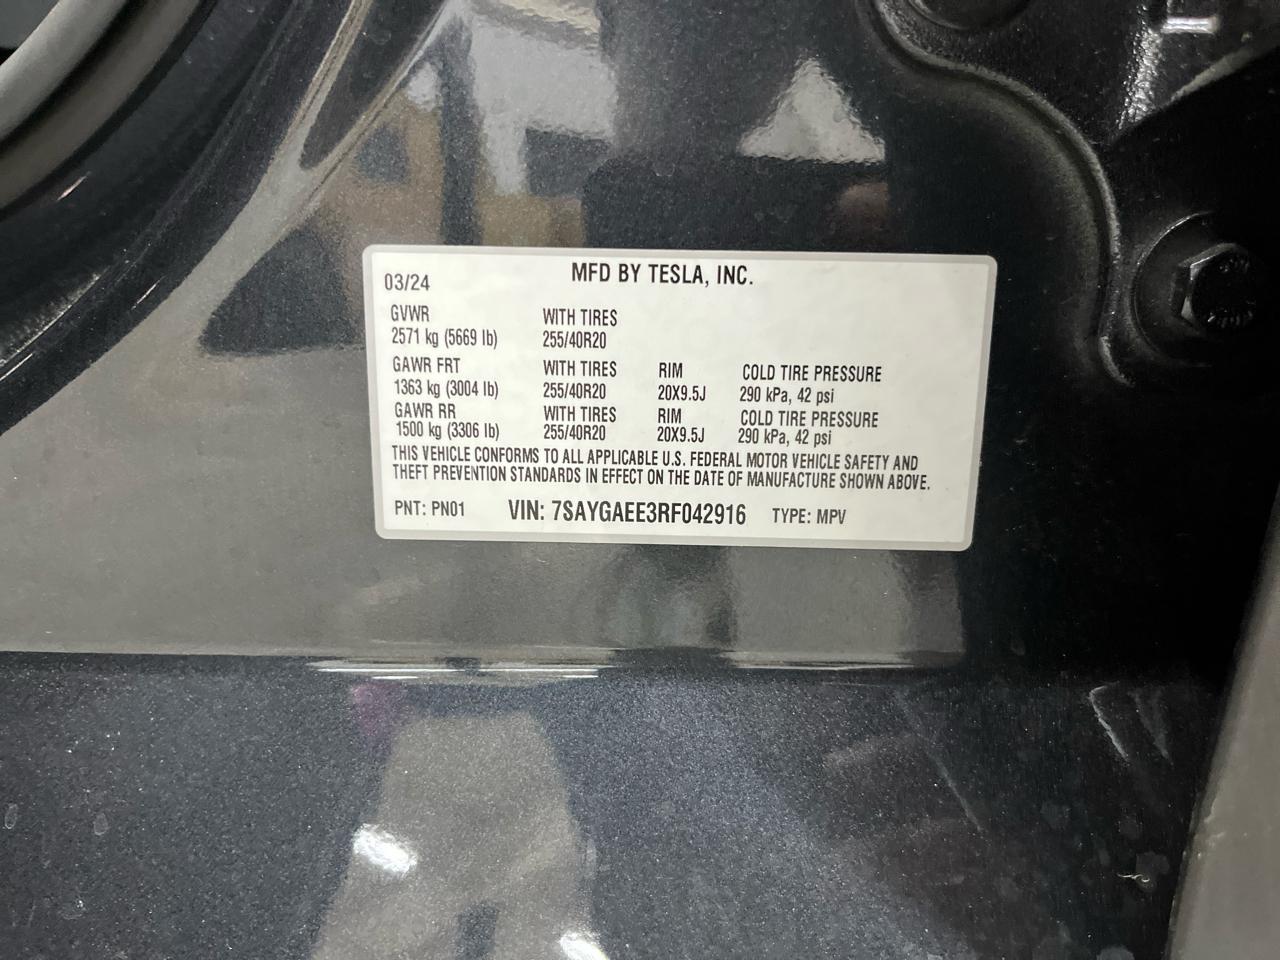 MFD BY TESLA, INC.
03/24
GVWR WITH TIRES
2571 kg (5669 lb) 255/40R20
GAWR FRT WITH TIRES RIM COLD TIRE PRESSURE
1363 kg (3004 lb) 255/40R20 20X9.5J 290 kPa, 42 psi
GAWR RR WITH TIRES RIM COLD TIRE PRESSURE
1500 kg (3306 lb) 255/40R20 20X9.5J 290 kPa, 42 psi
THIS VEHICLE CONFORMS TO ALL APPLICABLE U.S. FEDERAL MOTOR VEHICLE SAFETY AND
THEFT PREVENTION STANDARDS IN EFFECT ON THE DATE OF MANUFACTURE SHOWN ABOVE.
PNT: PN01 VIN: 7SAYGAEE3RF042916 TYPE: MPV